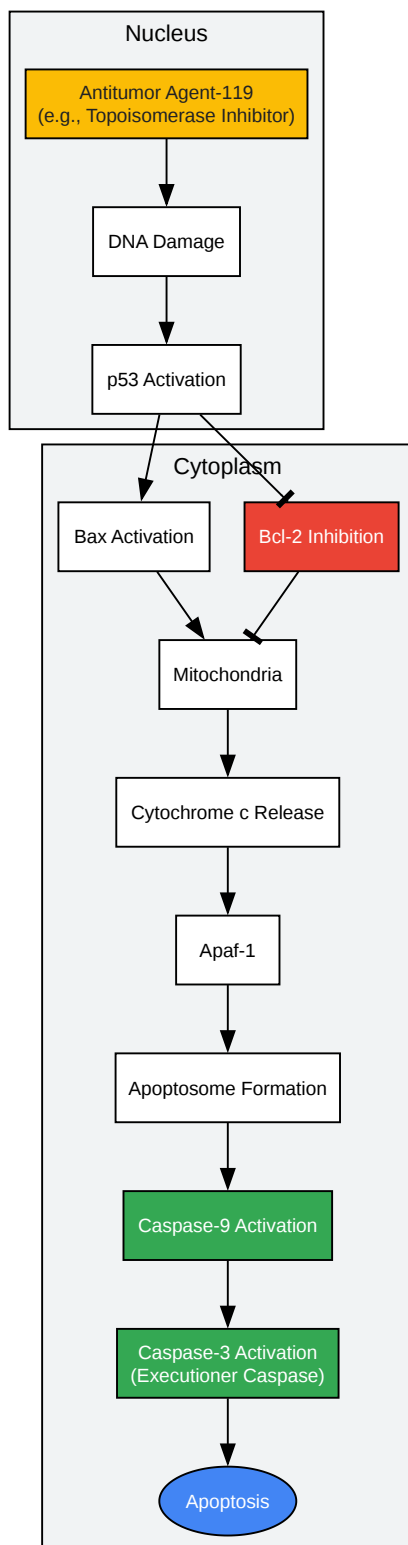 Nucleus
Antitumor Agent-119
(e.g., Topoisomerase Inhibitor)
DNA Damage
p53 Activation
Cytoplasm
Bax Activation
Bcl-2 Inhibition
Mitochondria
Cytochrome c Release
Apaf-1
Apoptosome Formation
Caspase-9 Activation
Caspase-3 Activation
(Executioner Caspase)
Apoptosis